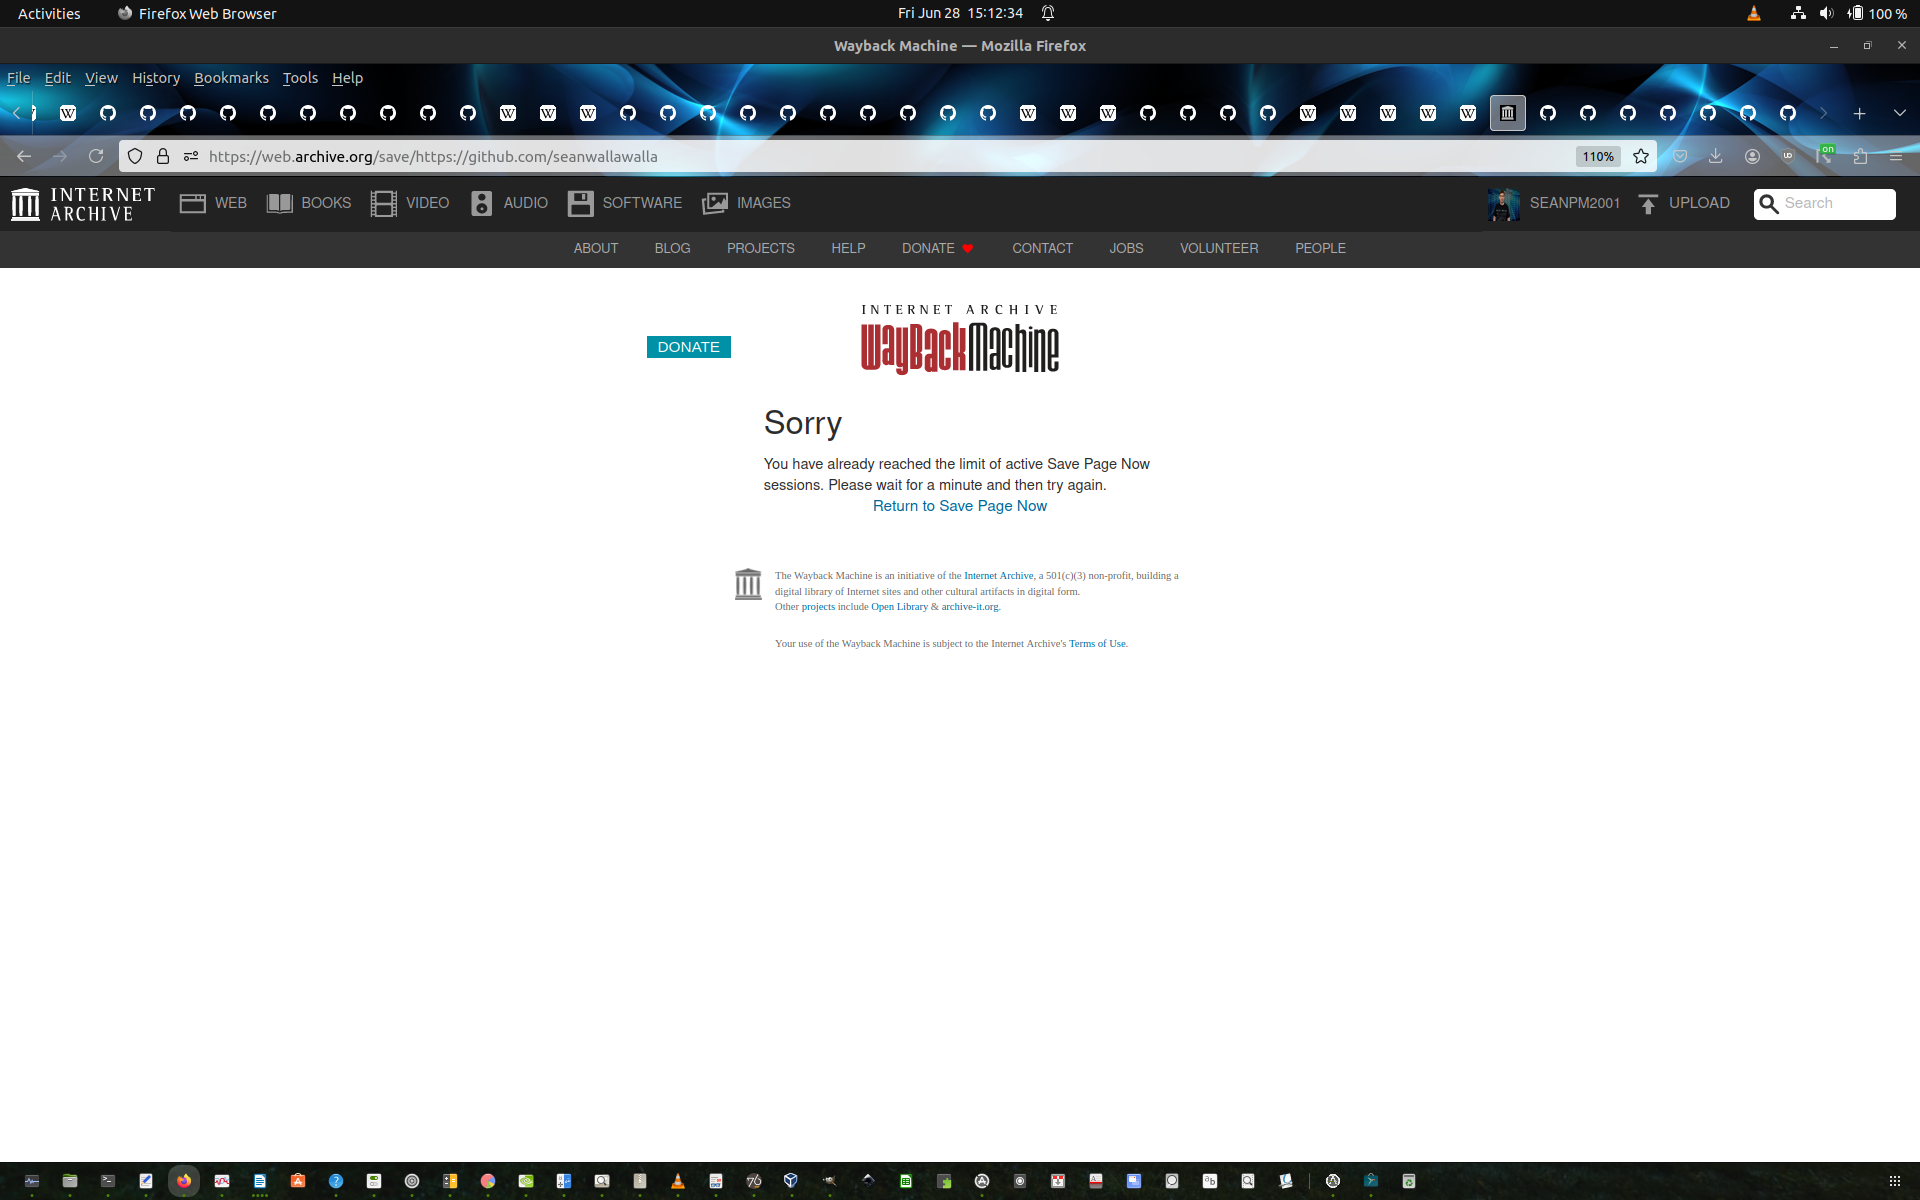 Activities
Firefox Web Browser
Fri Jun 28 15:12:34
100 %
Wayback Machine — Mozilla Firefox
File Edit View History Bookmarks Tools Help
https://web.archive.org/save/https://github.com/seanwallawalla
110%
on
INTERNET ARCHIVE
WEB BOOKS VIDEO AUDIO SOFTWARE IMAGES
SEANPM2001 UPLOAD Search
ABOUT BLOG PROJECTS HELP DONATE CONTACT JOBS VOLUNTEER PEOPLE
INTERNET ARCHIVE
WayBackMachine
DONATE
Sorry
You have already reached the limit of active Save Page Now
sessions. Please wait for a minute and then try again.
Return to Save Page Now
The Wayback Machine is an initiative of the Internet Archive, a 501(c)(3) non-profit, building a
digital library of Internet sites and other cultural artifacts in digital form.
Other projects include Open Library & archive-it.org.
Your use of the Wayback Machine is subject to the Internet Archive's Terms of Use.